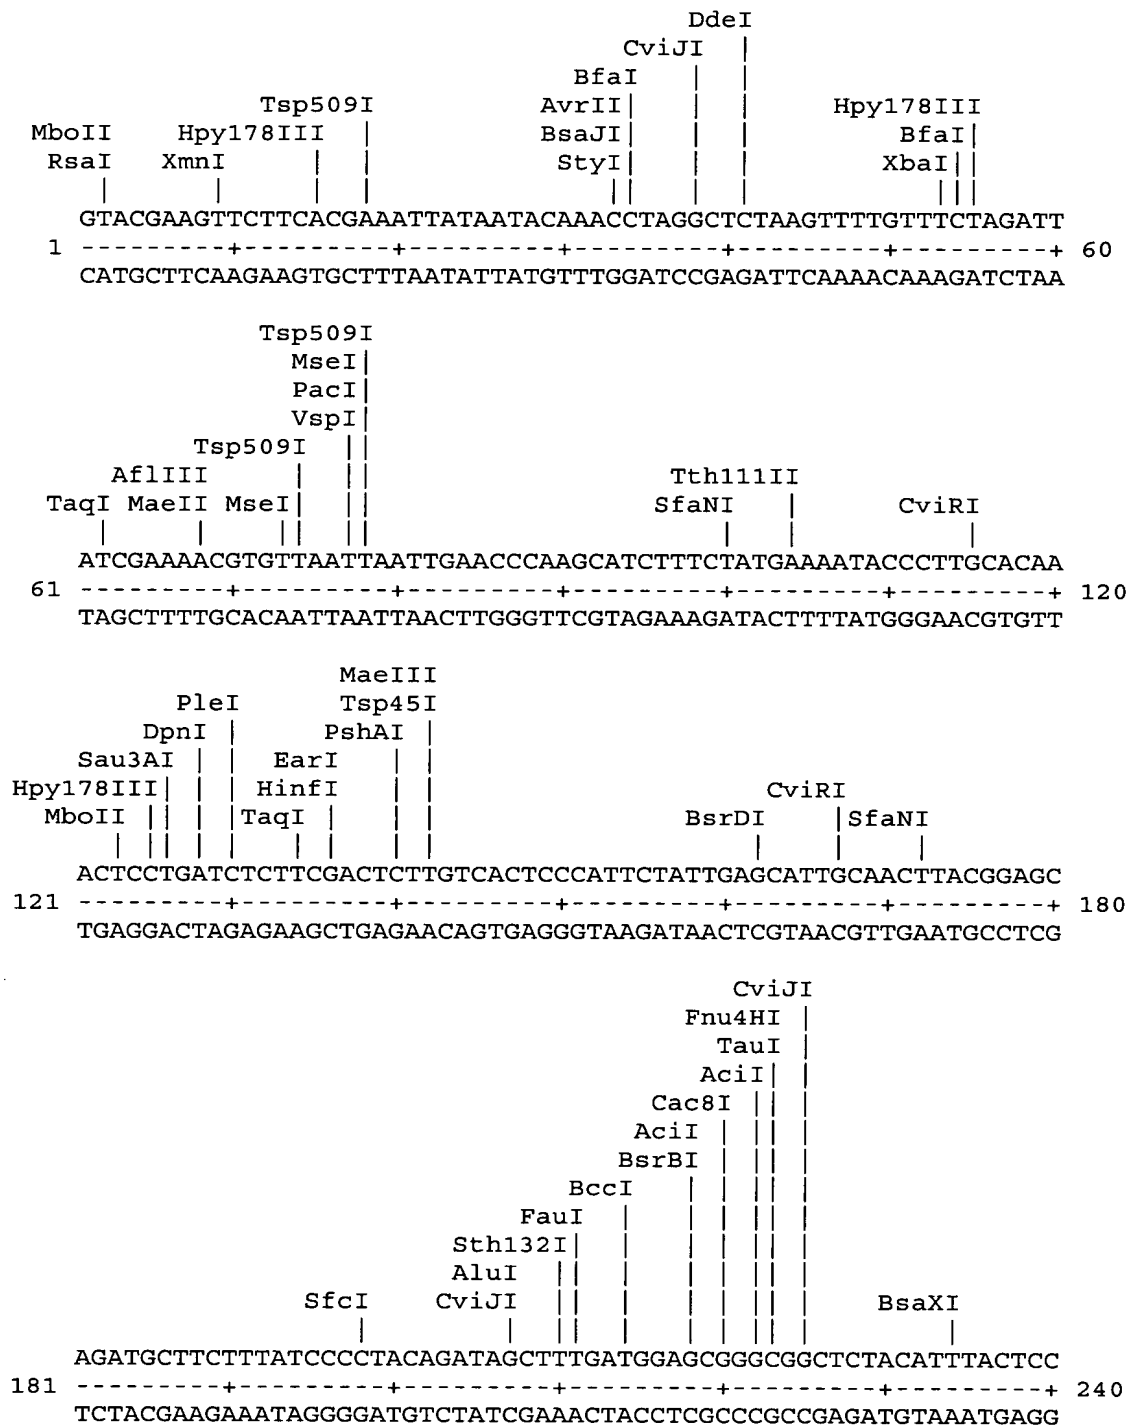 DdeI
CviJI
BfaI
Tsp509I AvrII Hpy178III
MboII Hpy178III BsaJI BfaI
RsaI XmnI StyI XbaI
GTACGAAGTTCTTCACGAAATTATAATACAAACCTAGGCTCTAAGTTTTGTTTCTAGATT
1 ---------+---------+---------+---------+---------+---------+ 60
CATGCTTCAAGAAGTGCTTTAATATTATGTTTGGATCCGAGATTCAAAACAAAGATCTAA
Tsp509I
MseI
PacI
VspI
Tsp509I
AflIII Tth111II
TaqI MaeII MseI SfaNI CviRI
ATCGAAAACGTGTTAATTAATTGAACCCAAGCATCTTTCTATGAAAATACCCTTGCACAA
61 ---------+---------+---------+---------+---------+---------+ 120
TAGCTTTTGCACAATTAATTAACTTGGGTTCGTAGAAAGATACTTTTATGGGAACGTGTT
MaeIII
PleI Tsp45I
DpnI PshAI
Sau3AI EarI
Hpy178III HinfI CviRI
MboII TaqI BsrDI SfaNI
ACTCCTGATCTCTTCGACTCTTGTCACTCCCATTCTATTGAGCATTGCAACTTACGGAGC
121 ---------+---------+---------+---------+---------+---------+ 180
TGAGGACTAGAGAAGCTGAGAACAGTGAGGGTAAGATAACTCGTAACGTTGAATGCCTCG
CviJI
Fnu4HI
TauI
AciI
Cac8I
AciI
BsrBI
BccI
FauI
Sth132I
AluI
SfcI CviJI BsaXI
AGATGCTTCTTTATCCCCTACAGATAGCTTTGATGGAGCGGGCGGCTCTACATTTACTCC
181 ---------+---------+---------+---------+---------+---------+ 240
TCTACGAAGAAATAGGGGATGTCTATCGAAACTACCTCGCCCGCCGAGATGTAAATGAGG